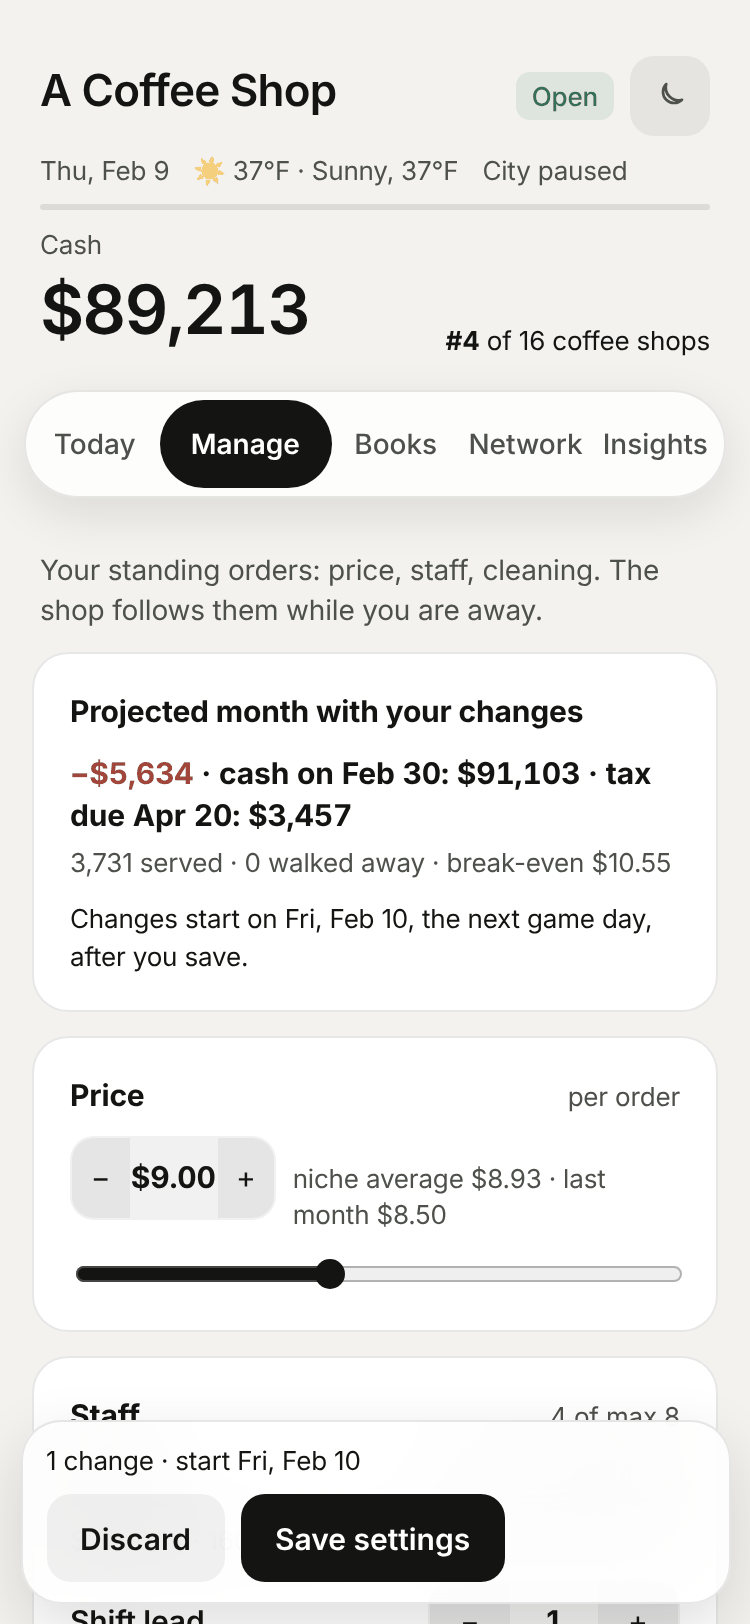 A Coffee Shop
Open
Thu, Feb 9 ☀️ 37°F · Sunny, 37°F City paused
Cash
$89,213
#4 of 16 coffee shops
Today Manage Books Network Insights
Your standing orders: price, staff, cleaning. The
shop follows them while you are away.
Projected month with your changes
−$5,634 · cash on Feb 30: $91,103 · tax
due Apr 20: $3,457
3,731 served · 0 walked away · break-even $10.55
Changes start on Fri, Feb 10, the next game day,
after you save.
Price per order
− $9.00 + niche average $8.93 · last
month $8.50
Staff 4 of max 8
1 change · start Fri, Feb 10
Discard Save settings
Shift lead − 1 +